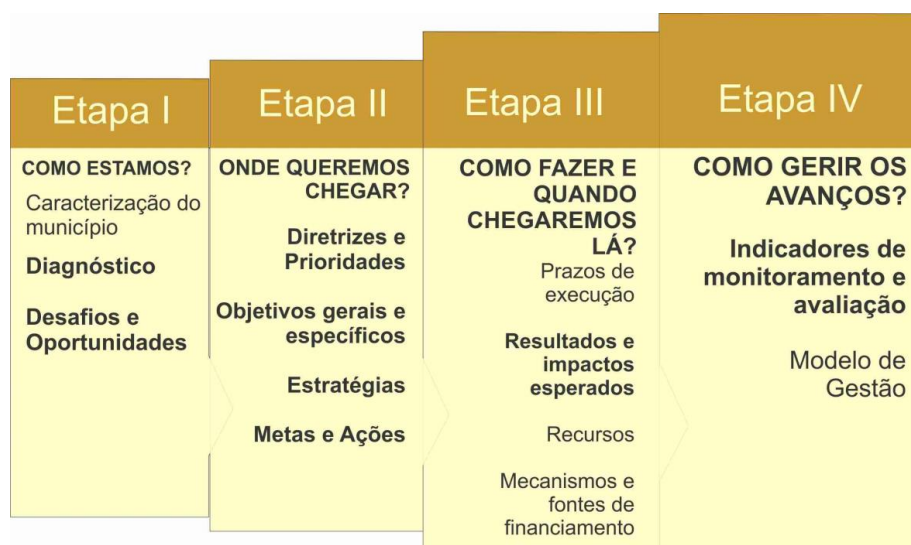 Etapa I
COMO ESTAMOS?
Caracterização do
município
Diagnóstico
Desafios e
Oportunidades
Etapa II
ONDE QUEREMOS
CHEGAR?
Diretrizes e
Prioridades
Objetivos gerais e
específicos
Estratégias
Metas e Ações
Etapa III
COMO FAZER E
QUANDO
CHEGAREMOS
LÁ?
Prazos de
execução
Resultados e
impactos
esperados
Recursos
Mecanismos e
fontes de
financiamento
Etapa IV
COMO GERIR OS
AVANÇOS?
Indicadores de
monitoramento e
avaliação
Modelo de
Gestão